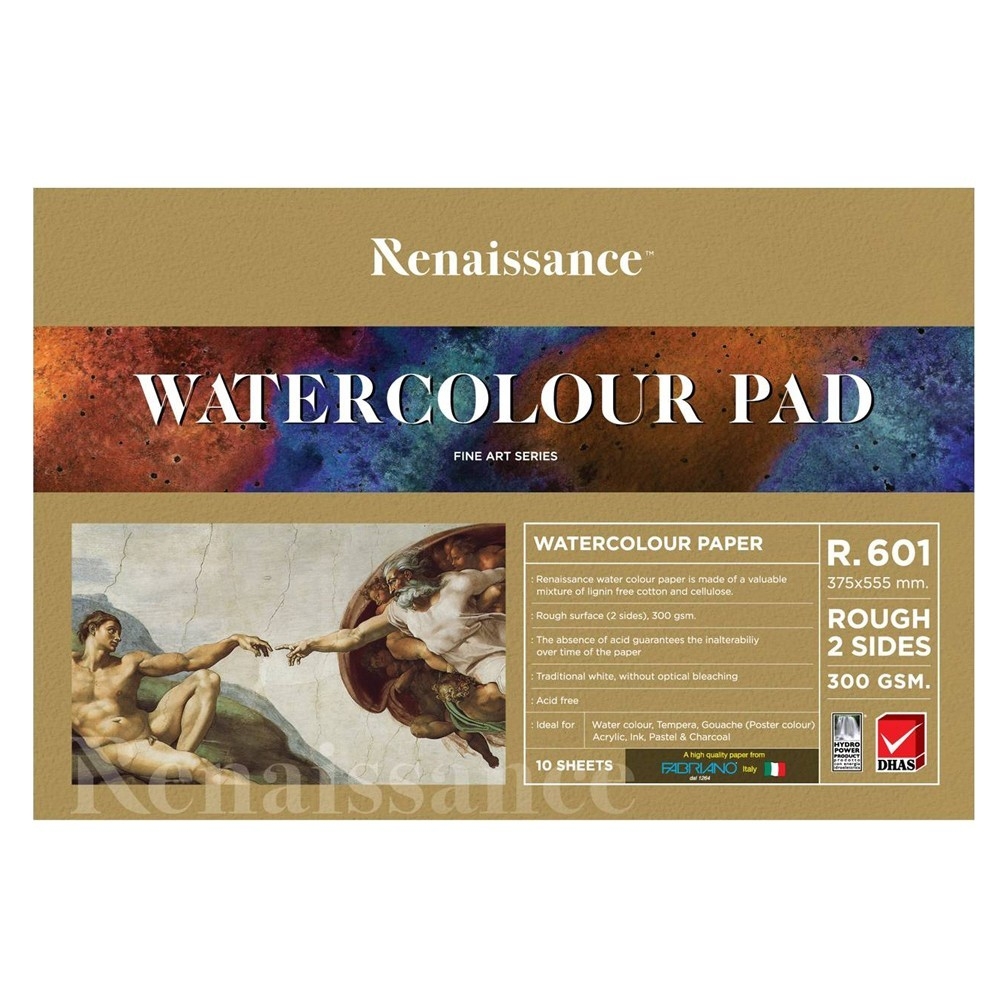 Renaissance™
WATERCOLOUR PAD
FINE ART SERIES
WATERCOLOUR PAPER
: Renaissance water colour paper is made of a valuable
mixture of lignin free cotton and cellulose.
: Rough surface (2 sides), 300 gsm.
: The absence of acid guarantees the inalterabiliy
over time of the paper
: Traditional white, without optical bleaching
: Acid free
: Ideal for
Water colour, Tempera, Gouache (Poster colour)
Acrylic, Ink, Pastel & Charcoal
10 SHEETS
A high quality paper from
FABRIANO Italy
dal 1264
R.601
375x555 mm.
ROUGH
2 SIDES
300 GSM.
HYDRO
POWER
PRODUCT
DHAS
Renaissance